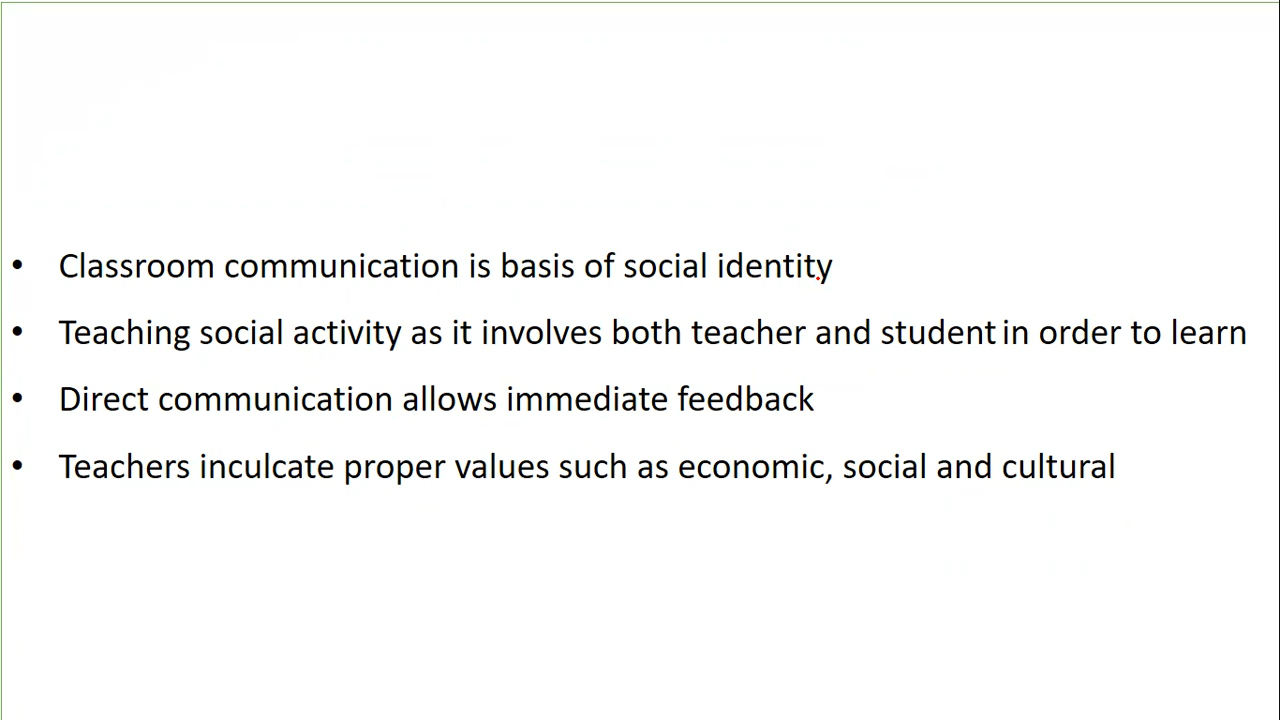 • Classroom communication is basis of social identity
• Teaching social activity as it involves both teacher and student in order to learn
• Direct communication allows immediate feedback
• Teachers inculcate proper values such as economic, social and cultural